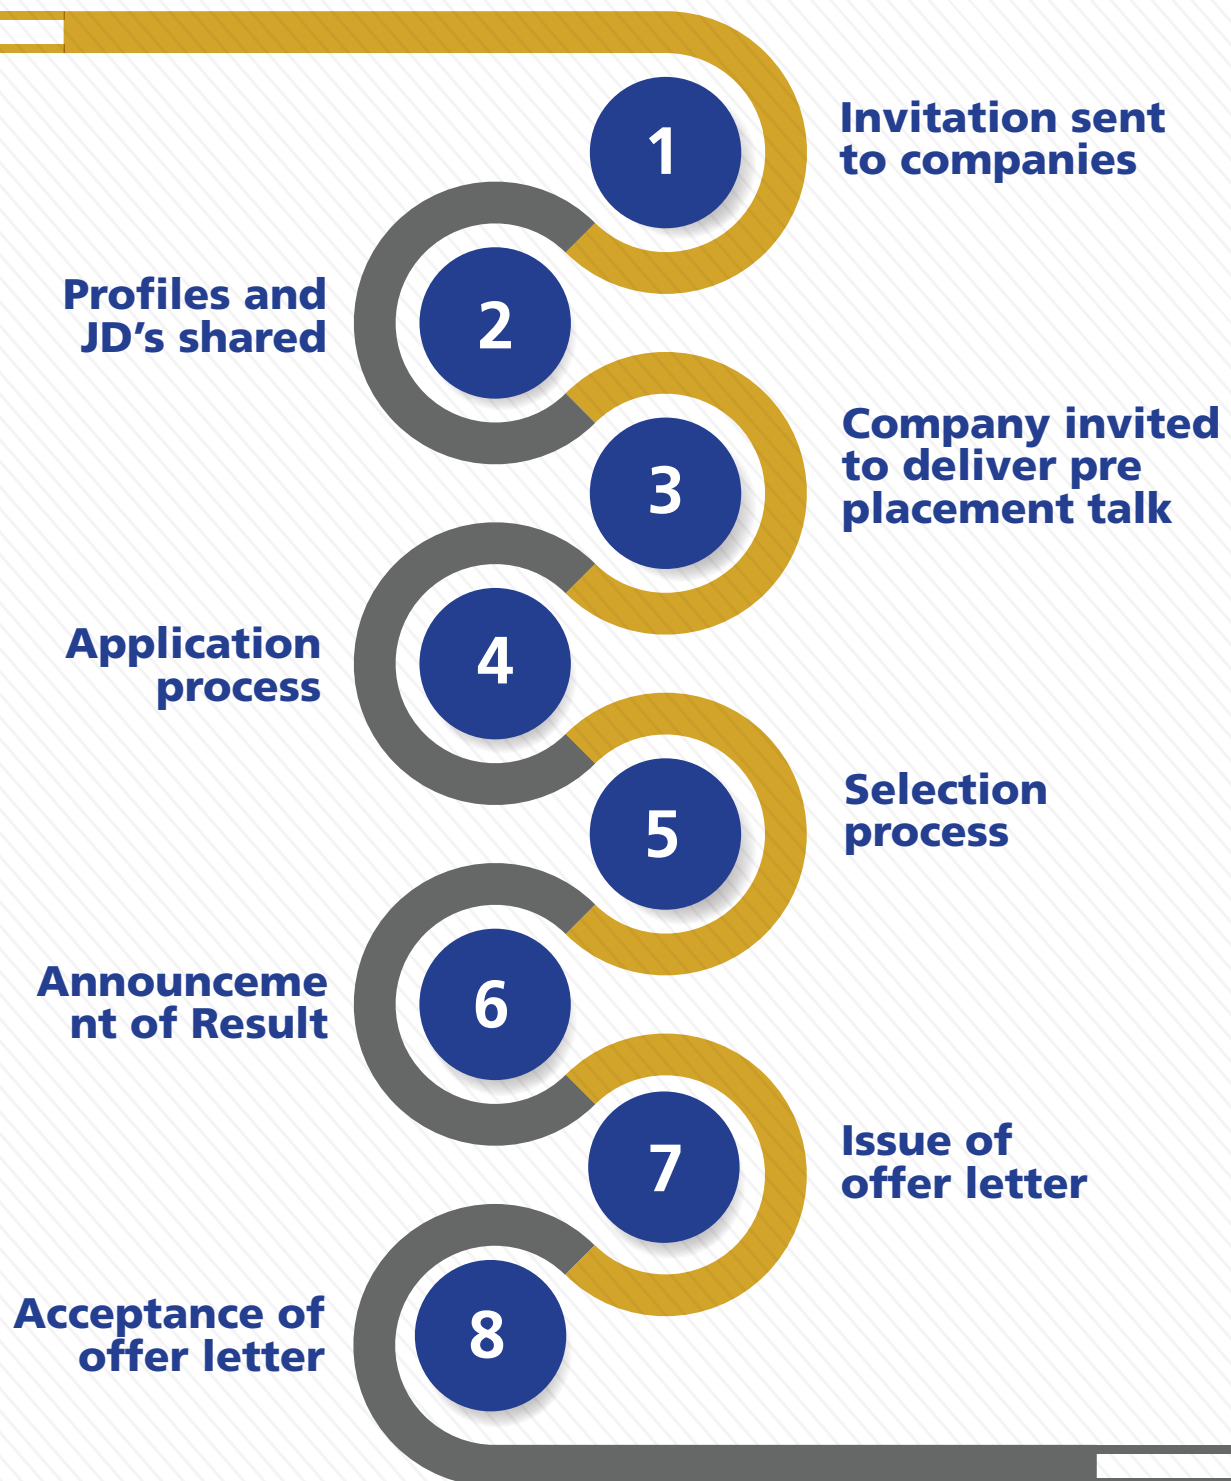 1
Invitation sent
to companies
2
Profiles and
JD’s shared
3
Company invited
to deliver pre
placement talk
4
Application
process
5
Selection
process
6
Announceme
nt of Result
7
Issue of
offer letter
8
Acceptance of
offer letter